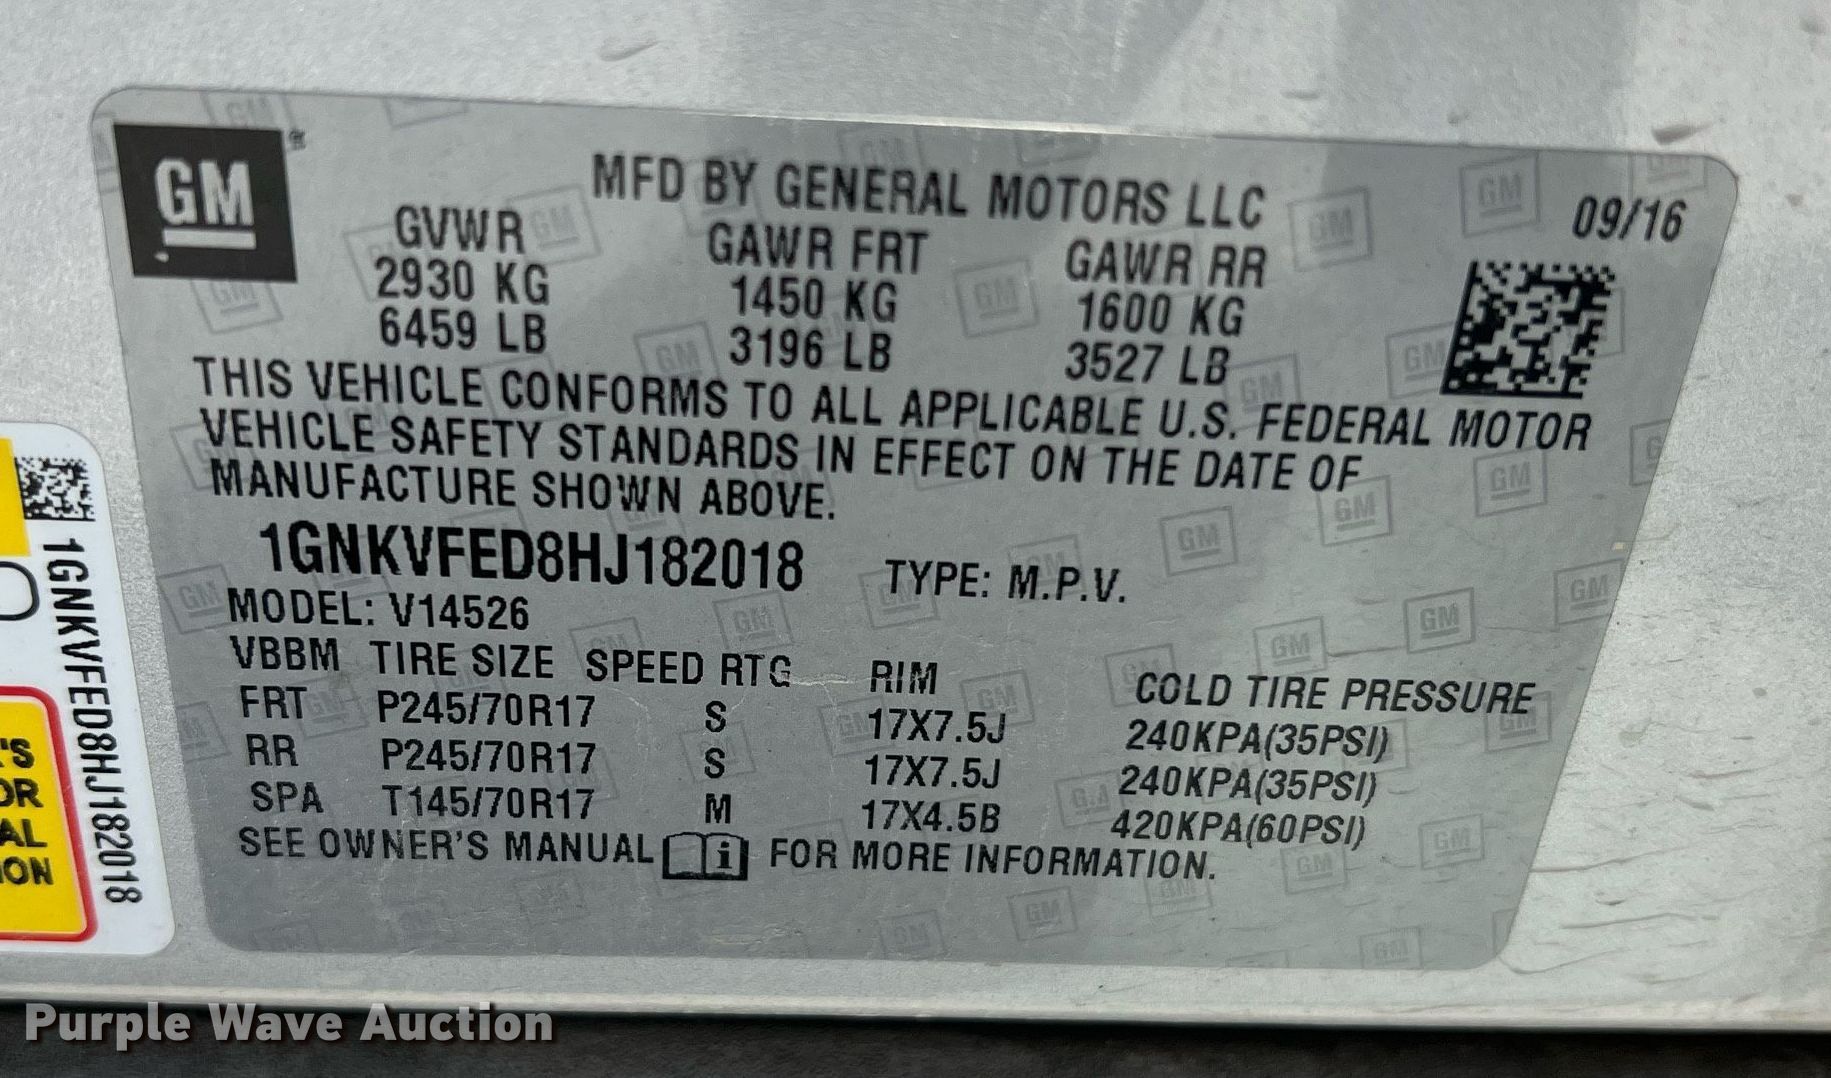 GM
MFD BY GENERAL MOTORS LLC
09/16
GVWR GAWR FRT GAWR RR
2930 KG 1450 KG 1600 KG
6459 LB 3196 LB 3527 LB
THIS VEHICLE CONFORMS TO ALL APPLICABLE U.S. FEDERAL MOTOR
VEHICLE SAFETY STANDARDS IN EFFECT ON THE DATE OF
MANUFACTURE SHOWN ABOVE.
1GNKVFED8HJ182018 TYPE: M.P.V.
MODEL: V14526
VBBM TIRE SIZE SPEED RTG RIM COLD TIRE PRESSURE
FRT P245/70R17 S 17X7.5J 240KPA(35PSI)
RR P245/70R17 S 17X7.5J 240KPA(35PSI)
SPA T145/70R17 M 17X4.5B 420KPA(60PSI)
SEE OWNER'S MANUAL i FOR MORE INFORMATION.
1GNKVFED8HJ182018
'S
OR
AL
ION
Purple Wave Auction